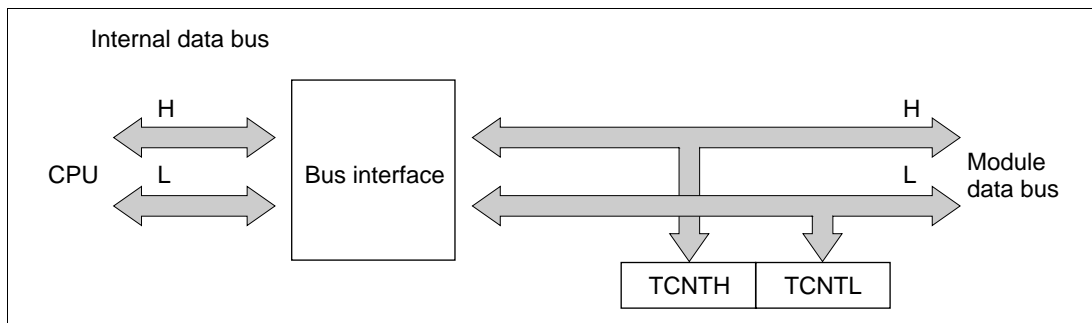 Internal data bus
H
H
CPU
L
Bus interface
L
Module
data bus
TCNTH
TCNTL